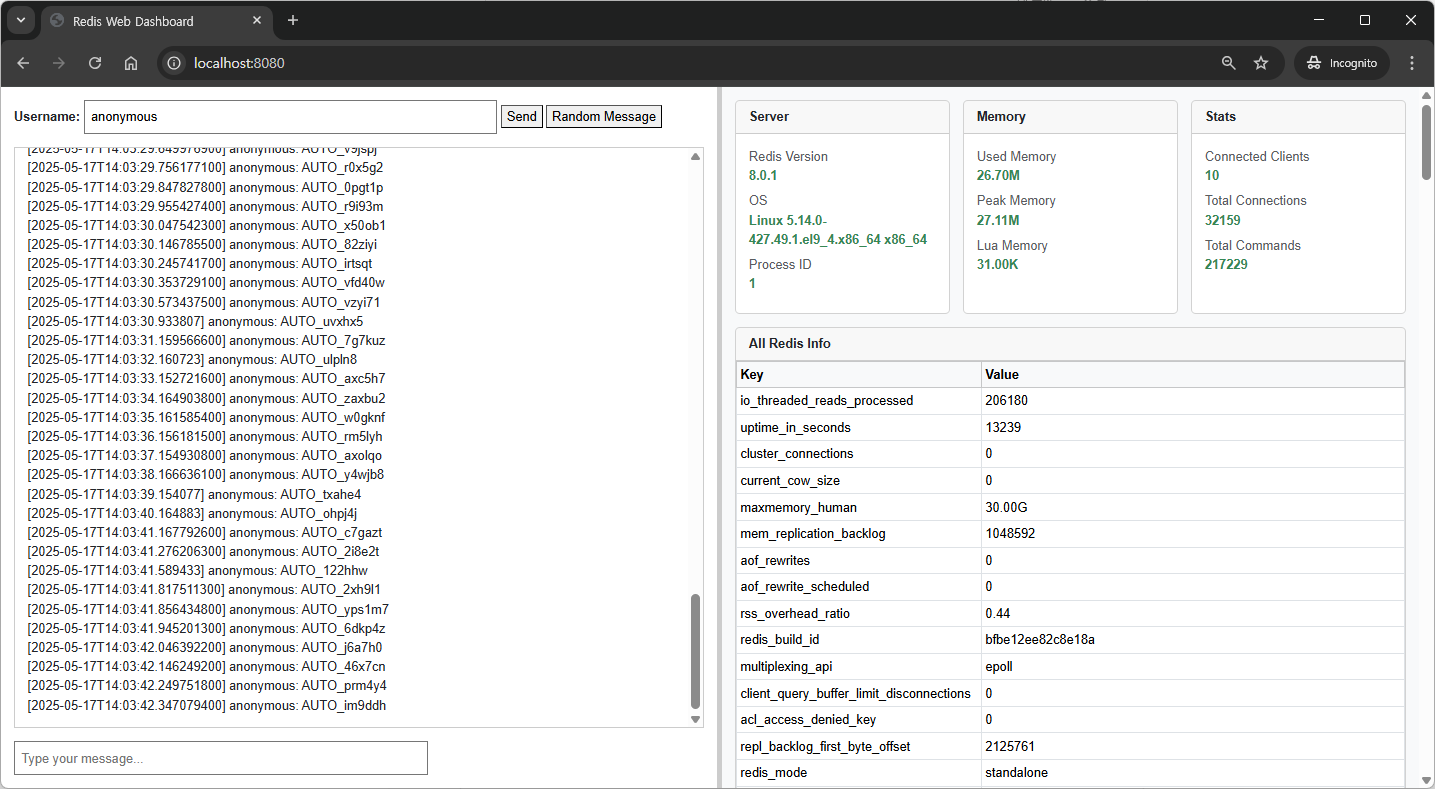 Redis Web Dashboard
localhost:8080
Incognito
Username: anonymous Send Random Message
[2025-05-17T14:03:29.649976900] anonymous: AUTO_v9jspj
[2025-05-17T14:03:29.756177100] anonymous: AUTO_r0x5g2
[2025-05-17T14:03:29.847827800] anonymous: AUTO_0pgt1p
[2025-05-17T14:03:29.955427400] anonymous: AUTO_r9i93m
[2025-05-17T14:03:30.047542300] anonymous: AUTO_x50ob1
[2025-05-17T14:03:30.146785500] anonymous: AUTO_82ziyi
[2025-05-17T14:03:30.245741700] anonymous: AUTO_irtsqt
[2025-05-17T14:03:30.353729100] anonymous: AUTO_vfd40w
[2025-05-17T14:03:30.573437500] anonymous: AUTO_vzyi71
[2025-05-17T14:03:30.933807] anonymous: AUTO_uvxhx5
[2025-05-17T14:03:31.159566600] anonymous: AUTO_7g7kuz
[2025-05-17T14:03:32.160723] anonymous: AUTO_ulpln8
[2025-05-17T14:03:33.152721600] anonymous: AUTO_axc5h7
[2025-05-17T14:03:34.164903800] anonymous: AUTO_zaxbu2
[2025-05-17T14:03:35.161585400] anonymous: AUTO_w0gknf
[2025-05-17T14:03:36.156181500] anonymous: AUTO_rm5lyh
[2025-05-17T14:03:37.154930800] anonymous: AUTO_axolqo
[2025-05-17T14:03:38.166636100] anonymous: AUTO_y4wjb8
[2025-05-17T14:03:39.154077] anonymous: AUTO_txahe4
[2025-05-17T14:03:40.164883] anonymous: AUTO_ohpj4j
[2025-05-17T14:03:41.167792600] anonymous: AUTO_c7gazt
[2025-05-17T14:03:41.276206300] anonymous: AUTO_2i8e2t
[2025-05-17T14:03:41.589433] anonymous: AUTO_122hhw
[2025-05-17T14:03:41.817511300] anonymous: AUTO_2xh9l1
[2025-05-17T14:03:41.856434800] anonymous: AUTO_yps1m7
[2025-05-17T14:03:41.945201300] anonymous: AUTO_6dkp4z
[2025-05-17T14:03:42.046392200] anonymous: AUTO_j6a7h0
[2025-05-17T14:03:42.146249200] anonymous: AUTO_46x7cn
[2025-05-17T14:03:42.249751800] anonymous: AUTO_prm4y4
[2025-05-17T14:03:42.347079400] anonymous: AUTO_im9ddh
Type your message...
Server
Redis Version
8.0.1
OS
Linux 5.14.0-
427.49.1.el9_4.x86_64 x86_64
Process ID
1
Memory
Used Memory
26.70M
Peak Memory
27.11M
Lua Memory
31.00K
Stats
Connected Clients
10
Total Connections
32159
Total Commands
217229
All Redis Info
Key Value
io_threaded_reads_processed 206180
uptime_in_seconds 13239
cluster_connections 0
current_cow_size 0
maxmemory_human 30.00G
mem_replication_backlog 1048592
aof_rewrites 0
aof_rewrite_scheduled 0
rss_overhead_ratio 0.44
redis_build_id bfbe12ee82c8e18a
multiplexing_api epoll
client_query_buffer_limit_disconnections 0
acl_access_denied_key 0
repl_backlog_first_byte_offset 2125761
redis_mode standalone